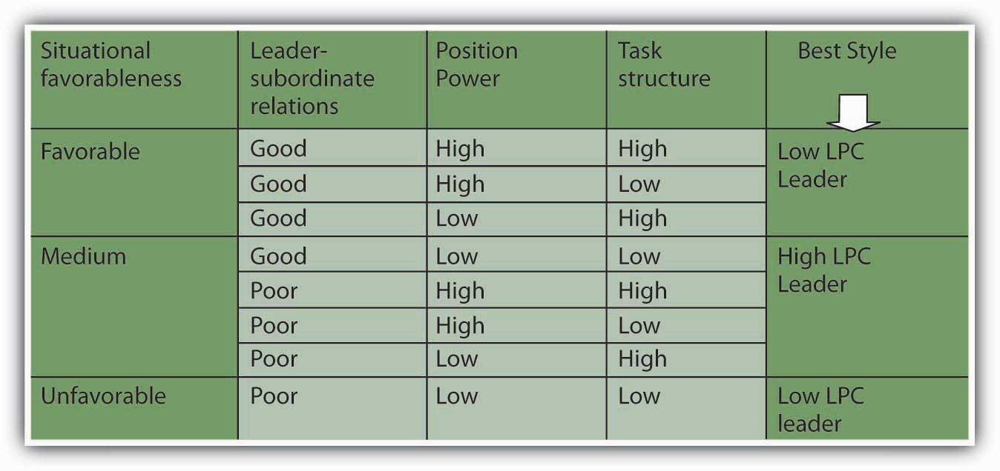 Situational
favorableness
Leader-
subordinate
relations
Position
Power
Task
structure
Best Style
Favorable
Good
High
High
Low LPC
Leader
Good
High
Low
Good
Low
High
Medium
Good
Low
Low
High LPC
Leader
Poor
High
High
Poor
High
Low
Poor
Low
High
Unfavorable
Poor
Low
Low
Low LPC
leader